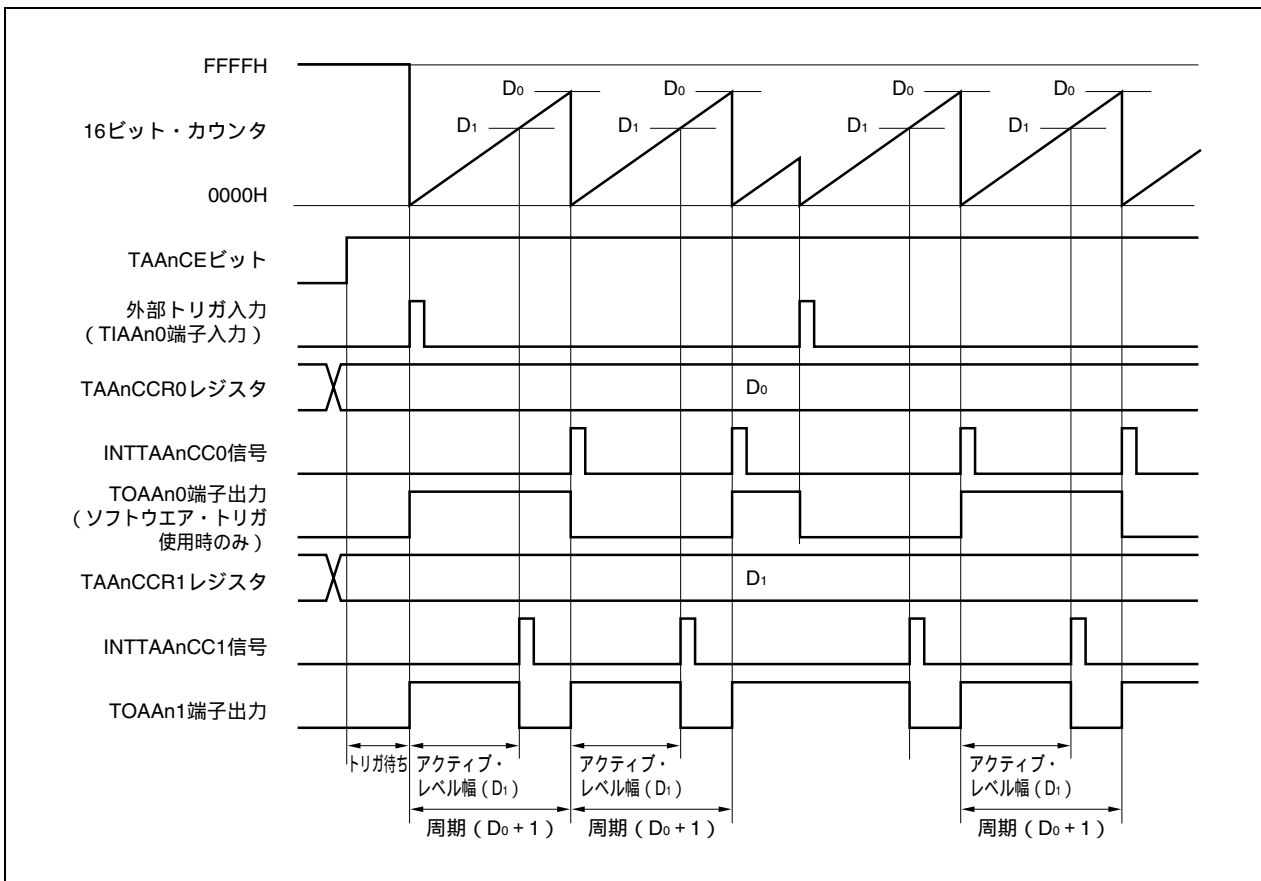 FFFFH
D₀ D₀ D₀ D₀
16ビット・カウンタ
D₁ D₁ D₁ D₁
0000H
TAAnCEビット
外部トリガ入力
（TIAAn0端子入力）
TAAnCCR0レジスタ
D₀
INTTAAnCC0信号
TOAAn0端子出力
（ソフトウエア・トリガ
使用時のみ）
TAAnCCR1レジスタ
D₁
INTTAAnCC1信号
TOAAn1端子出力
トリガ待ち
アクティブ・
レベル幅（D₁）
アクティブ・
レベル幅（D₁）
アクティブ・
レベル幅（D₁）
周期（D₀＋1）
周期（D₀＋1）
周期（D₀＋1）